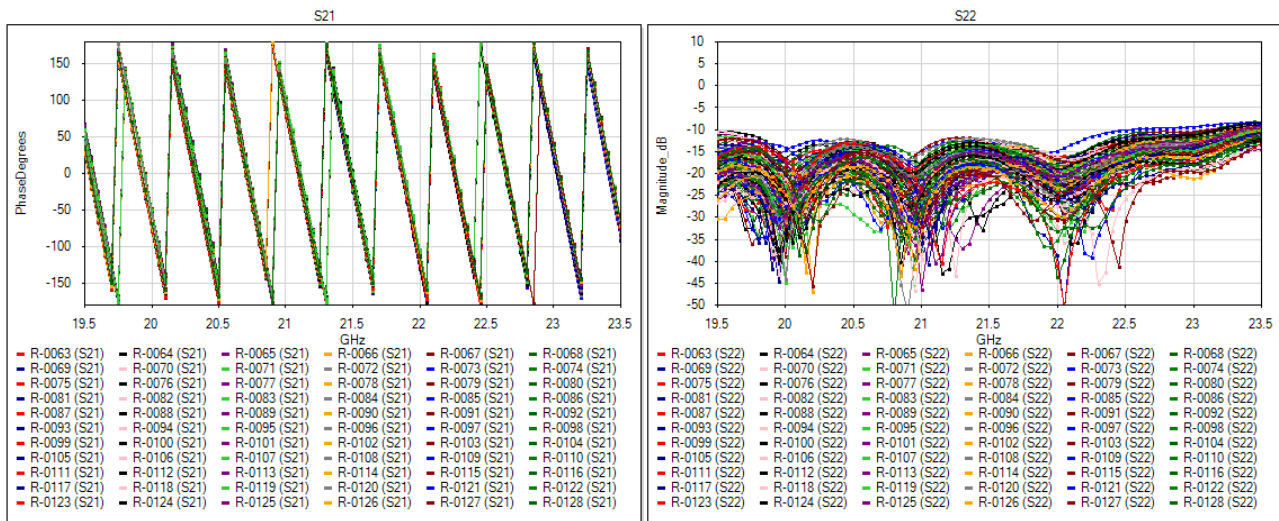 S21
PhaseDegrees
150
100
50
0
-50
-100
-150
19.5 20 20.5 21 21.5 22 22.5 23 23.5
GHz
R-0063 (S21) R-0064 (S21) R-0065 (S21) R-0066 (S21) R-0067 (S21) R-0068 (S21)
R-0069 (S21) R-0070 (S21) R-0071 (S21) R-0072 (S21) R-0073 (S21) R-0074 (S21)
R-0075 (S21) R-0076 (S21) R-0077 (S21) R-0078 (S21) R-0079 (S21) R-0080 (S21)
R-0081 (S21) R-0082 (S21) R-0083 (S21) R-0084 (S21) R-0085 (S21) R-0086 (S21)
R-0087 (S21) R-0088 (S21) R-0089 (S21) R-0090 (S21) R-0091 (S21) R-0092 (S21)
R-0093 (S21) R-0094 (S21) R-0095 (S21) R-0096 (S21) R-0097 (S21) R-0098 (S21)
R-0099 (S21) R-0100 (S21) R-0101 (S21) R-0102 (S21) R-0103 (S21) R-0104 (S21)
R-0105 (S21) R-0106 (S21) R-0107 (S21) R-0108 (S21) R-0109 (S21) R-0110 (S21)
R-0111 (S21) R-0112 (S21) R-0113 (S21) R-0114 (S21) R-0115 (S21) R-0116 (S21)
R-0117 (S21) R-0118 (S21) R-0119 (S21) R-0120 (S21) R-0121 (S21) R-0122 (S21)
R-0123 (S21) R-0124 (S21) R-0125 (S21) R-0126 (S21) R-0127 (S21) R-0128 (S21)
S22
Magnitude_dB
10
5
0
-5
-10
-15
-20
-25
-30
-35
-40
-45
-50
19.5 20 20.5 21 21.5 22 22.5 23 23.5
GHz
R-0063 (S22) R-0064 (S22) R-0065 (S22) R-0066 (S22) R-0067 (S22) R-0068 (S22)
R-0069 (S22) R-0070 (S22) R-0071 (S22) R-0072 (S22) R-0073 (S22) R-0074 (S22)
R-0075 (S22) R-0076 (S22) R-0077 (S22) R-0078 (S22) R-0079 (S22) R-0080 (S22)
R-0081 (S22) R-0082 (S22) R-0083 (S22) R-0084 (S22) R-0085 (S22) R-0086 (S22)
R-0087 (S22) R-0088 (S22) R-0089 (S22) R-0090 (S22) R-0091 (S22) R-0092 (S22)
R-0093 (S22) R-0094 (S22) R-0095 (S22) R-0096 (S22) R-0097 (S22) R-0098 (S22)
R-0099 (S22) R-0100 (S22) R-0101 (S22) R-0102 (S22) R-0103 (S22) R-0104 (S22)
R-0105 (S22) R-0106 (S22) R-0107 (S22) R-0108 (S22) R-0109 (S22) R-0110 (S22)
R-0111 (S22) R-0112 (S22) R-0113 (S22) R-0114 (S22) R-0115 (S22) R-0116 (S22)
R-0117 (S22) R-0118 (S22) R-0119 (S22) R-0120 (S22) R-0121 (S22) R-0122 (S22)
R-0123 (S22) R-0124 (S22) R-0125 (S22) R-0126 (S22) R-0127 (S22) R-0128 (S22)